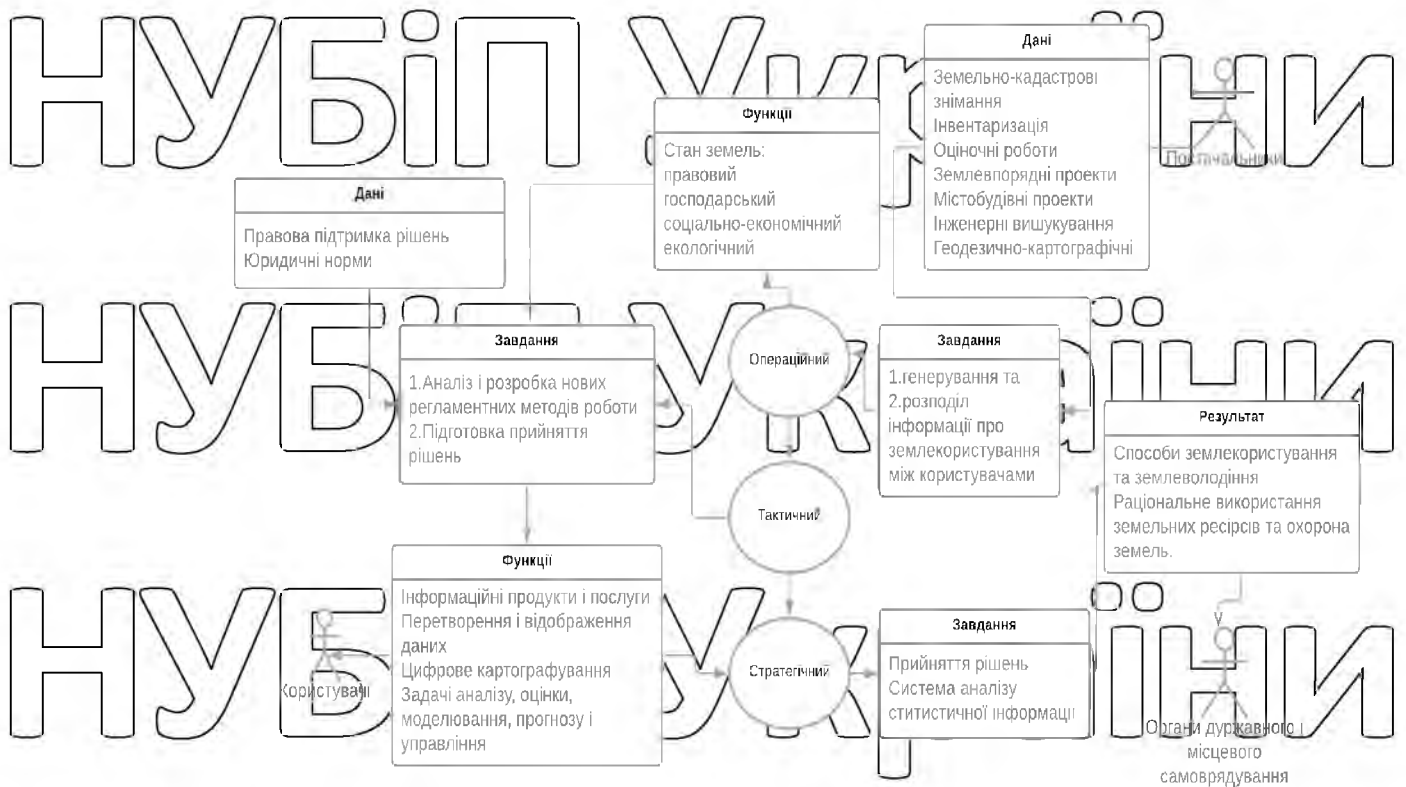 НУБіП України
Дані
Земельно-кадастрові
знімання
Інвентаризація
Оціночні роботи
Землевпорядні проекти
Містобудівні проекти
Інженерні вишукування
Геодезично-картографічні
Постачальники
Функції
Стан земель:
правовий
господарський
соціально-економічний
екологічний
Дані
Правова підтримка рішень
Юридичні норми
НУБіП України
Завдання
1.Аналіз і розробка нових
регламентних методів роботи
2.Підготовка прийняття
рішень
Операційний
Завдання
1.генерування та
2.розподіл
інформації про
землекористування
між користувачами
Результат
Способи землекористування
та землеволодіння
Раціональне використання
земельних ресірсів та охорона
земель.
Тактичний
НУБіП України
Функції
Інформаційні продукти і послуги
Перетворення і відображення
даних
Цифрове картографування
Задачі аналізу, оцінки,
моделювання, прогнозу і
управління
Користувачі
Стратегічний
Завдання
Прийняття рішень
Система аналізу
ститистичної інформації
Органи дуржавного і
місцевого
самоврядування